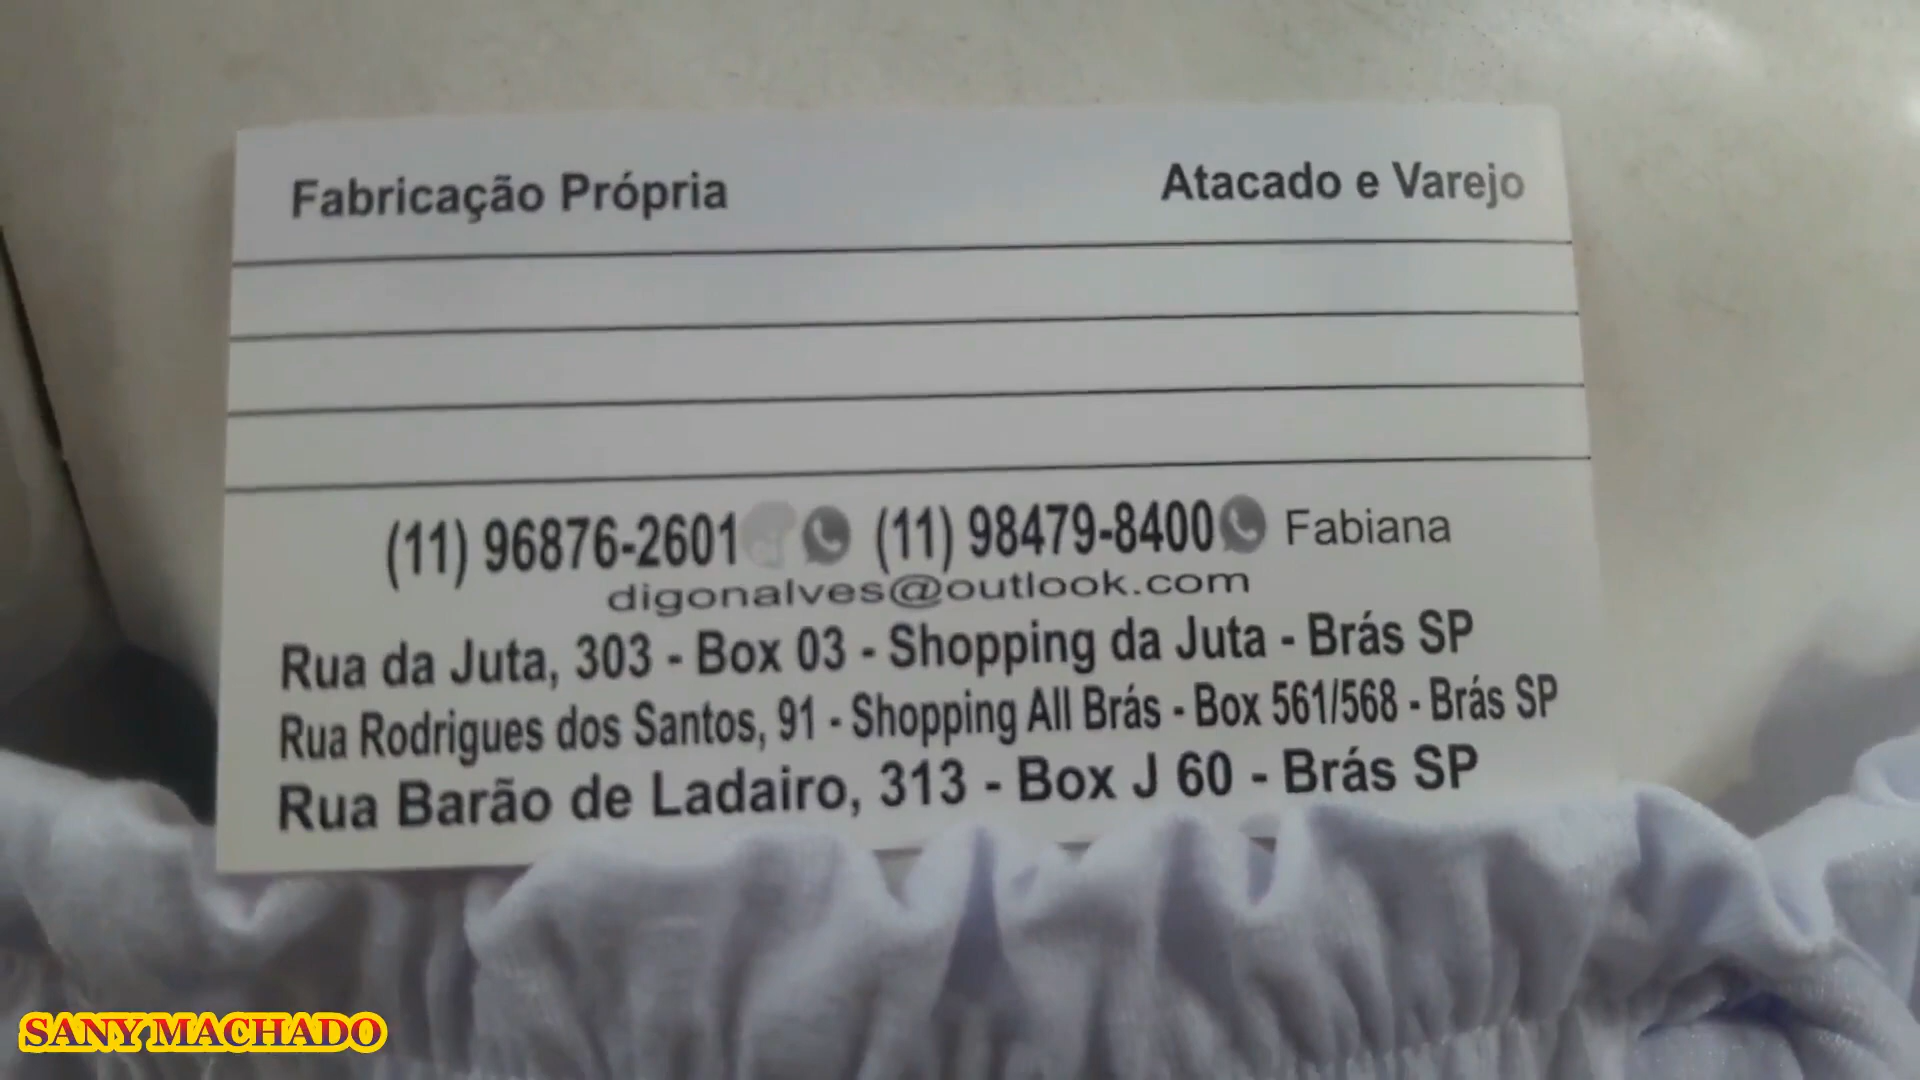 Fabricação Própria Atacado e Varejo
(11) 96876-2601 (11) 98479-8400 Fabiana
digonalves@outlook.com
Rua da Juta, 303 - Box 03 - Shopping da Juta - Brás SP
Rua Rodrigues dos Santos, 91 - Shopping All Brás - Box 561/568 - Brás SP
Rua Barão de Ladairo, 313 - Box J 60 - Brás SP
SANY MACHADO